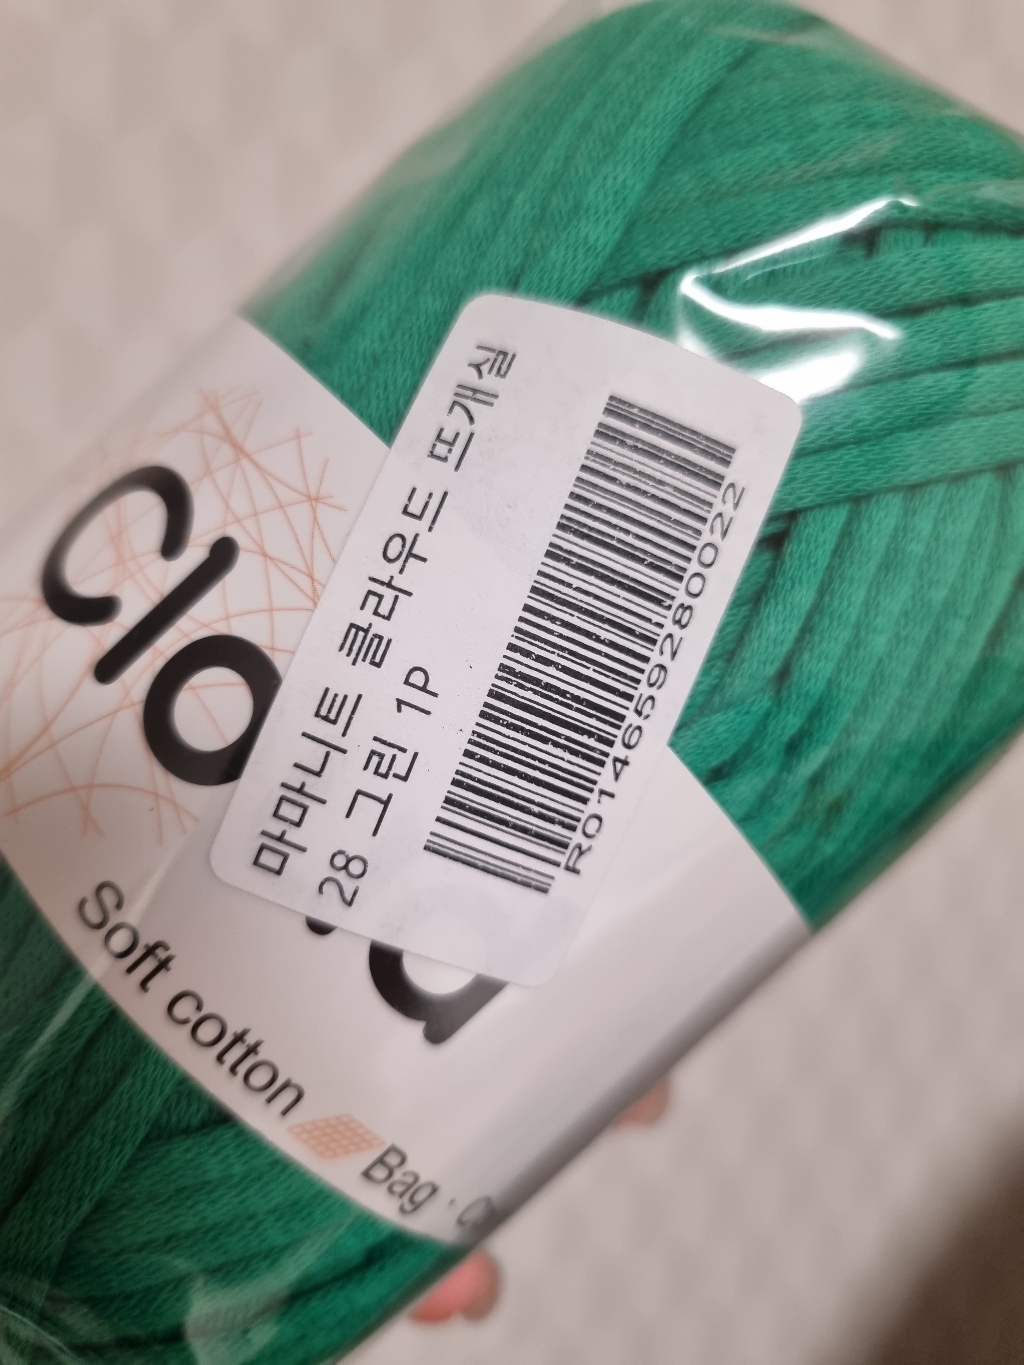 Clo d
마마니트 클라우드 뜨개실
28 그린 1P
R014659280022
Soft cotton
Bag ·